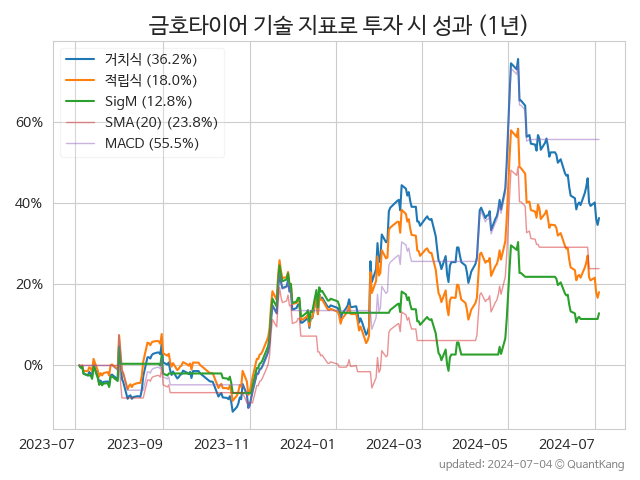 금호타이어 기술 지표로 투자 시 성과 (1년)
거치식 (36.2%)
적립식 (18.0%)
SigM (12.8%)
SMA(20) (23.8%)
MACD (55.5%)
60%
40%
20%
0%
2023-07 2023-09 2023-11 2024-01 2024-03 2024-05 2024-07
updated: 2024-07-04 © QuantKang